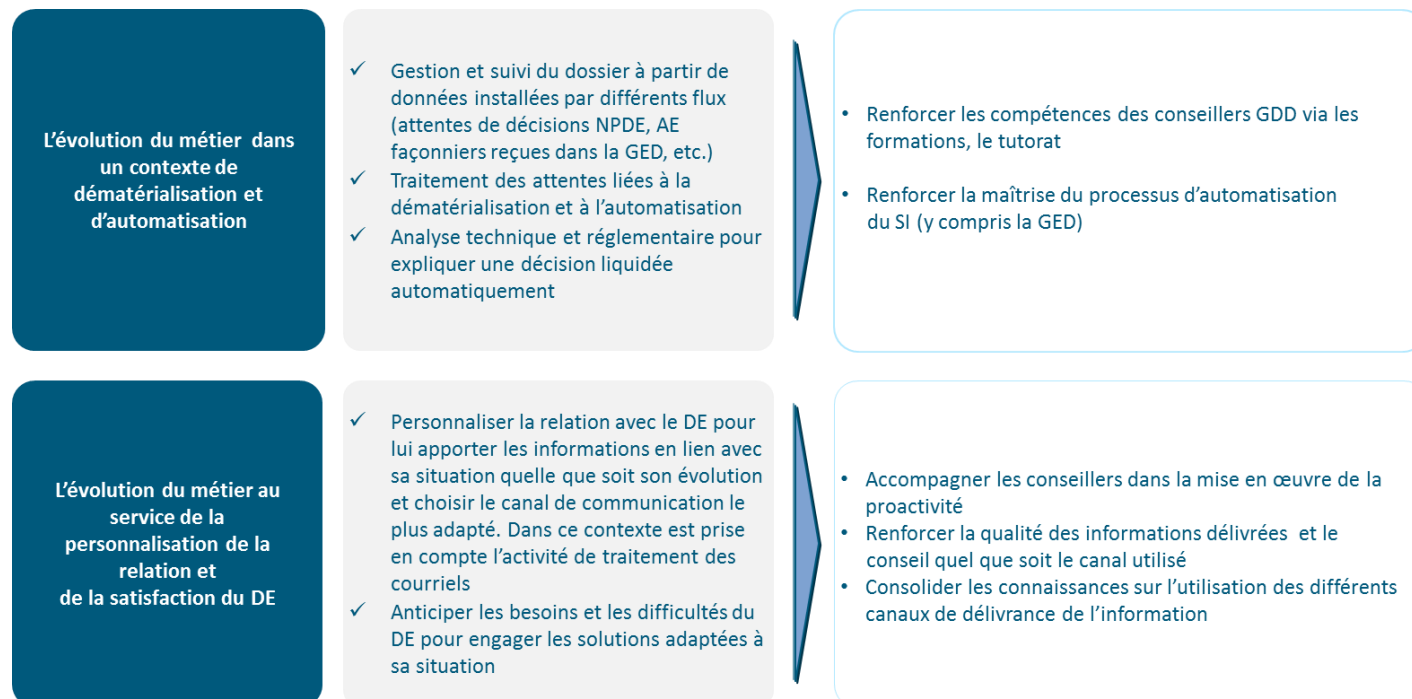 L’évolution du métier dans
un contexte de
dématérialisation et
d’automatisation
✓ Gestion et suivi du dossier à partir de
données installées par différents flux
(attentes de décisions NPDE, AE
façonniers reçues dans la GED, etc.)
✓ Traitement des attentes liées à la
dématérialisation et à l’automatisation
✓ Analyse technique et réglementaire pour
expliquer une décision liquidée
automatiquement
• Renforcer les compétences des conseillers GDD via les
formations, le tutorat
• Renforcer la maîtrise du processus d’automatisation
du SI (y compris la GED)
L’évolution du métier au
service de la
personnalisation de la
relation et
de la satisfaction du DE
✓ Personnaliser la relation avec le DE pour
lui apporter les informations en lien avec
sa situation quelle que soit son évolution
et choisir le canal de communication le
plus adapté. Dans ce contexte est prise
en compte l’activité de traitement des
courriels
✓ Anticiper les besoins et les difficultés du
DE pour engager les solutions adaptées à
sa situation
• Accompagner les conseillers dans la mise en œuvre de la
proactivité
• Renforcer la qualité des informations délivrées et le
conseil quel que soit le canal utilisé
• Consolider les connaissances sur l’utilisation des différents
canaux de délivrance de l’information